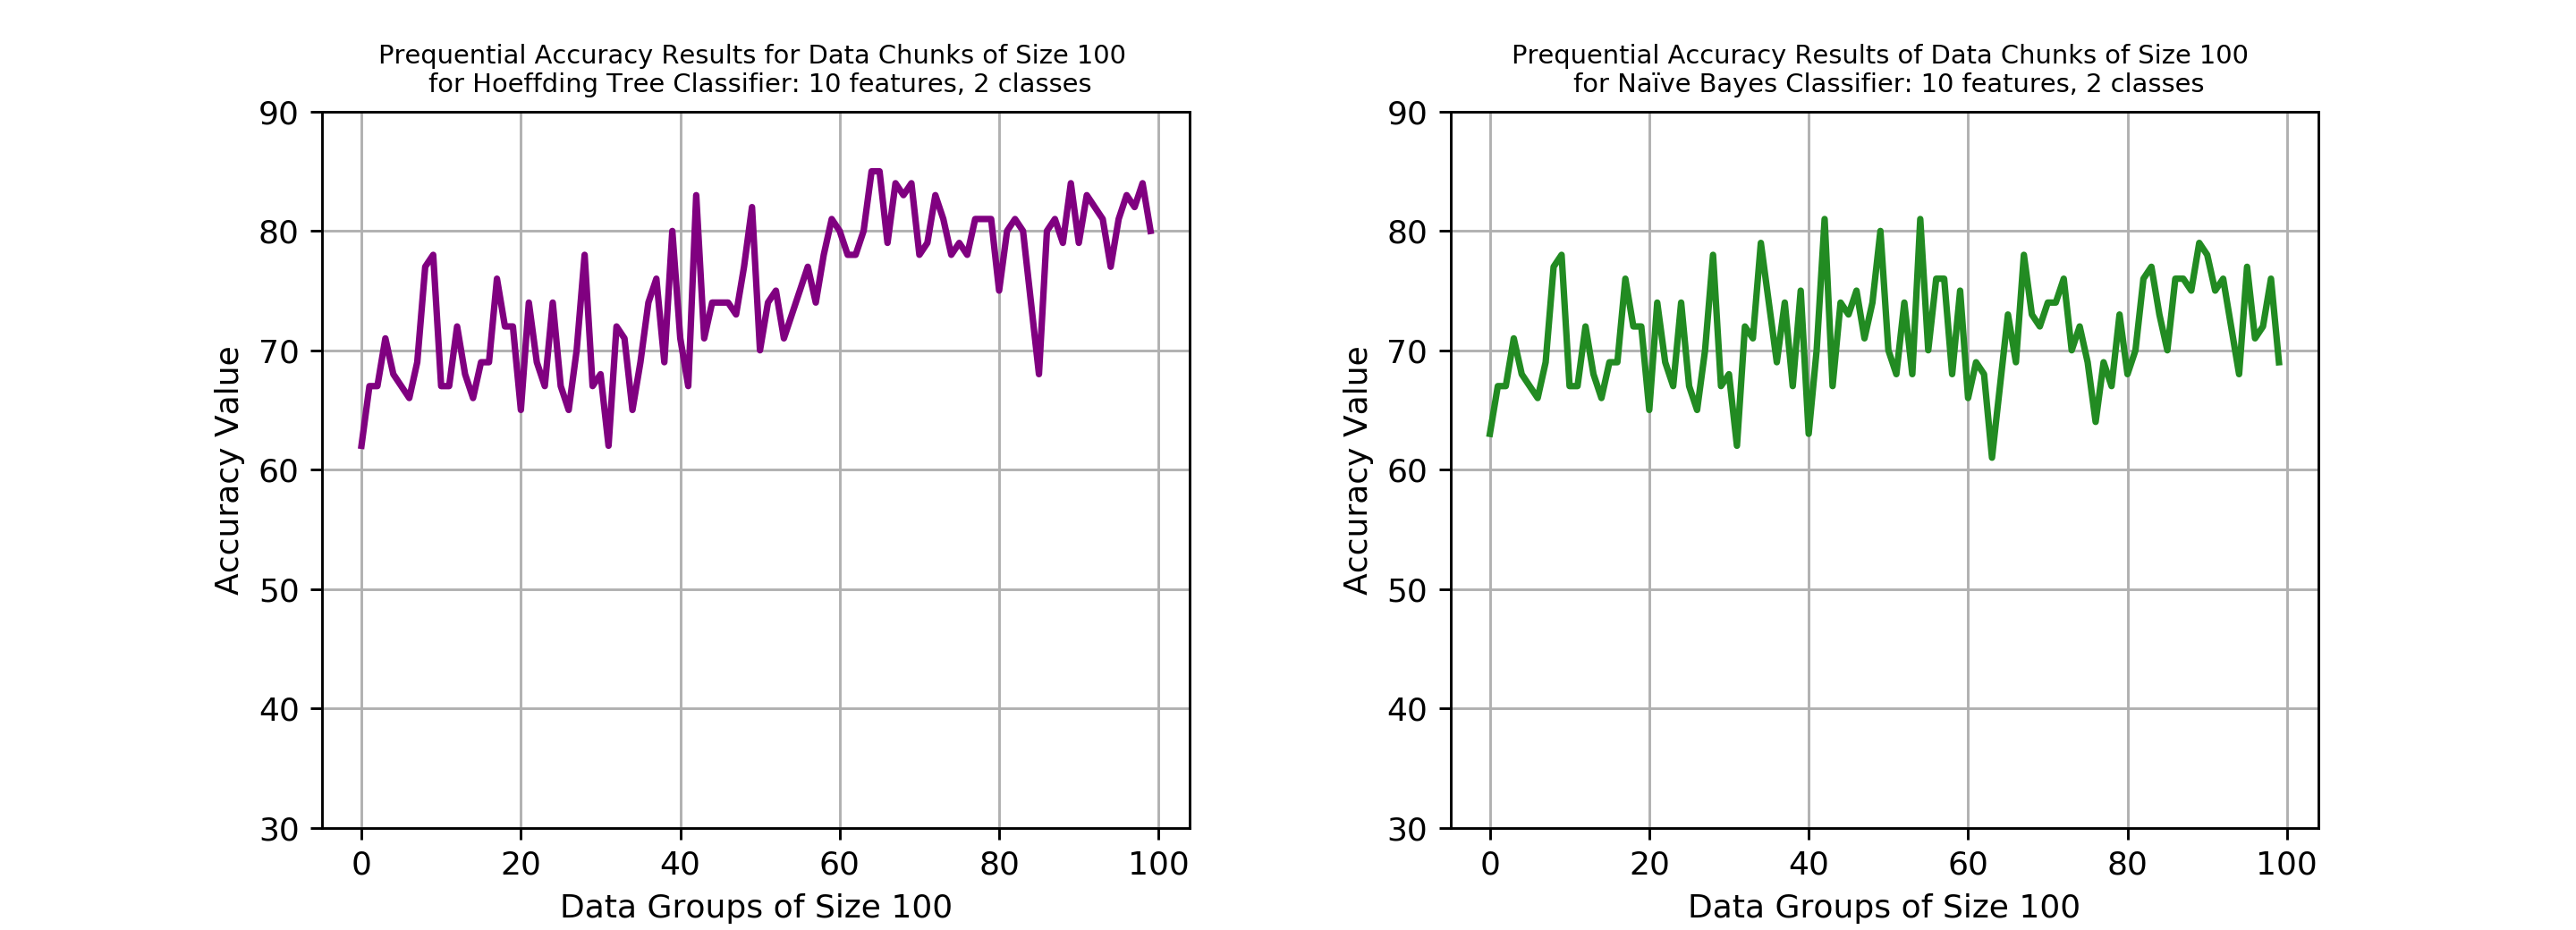 Prequential Accuracy Results for Data Chunks of Size 100
for Hoeffding Tree Classifier: 10 features, 2 classes
90
80
70
60
50
40
30
Accuracy Value
0 20 40 60 80 100
Data Groups of Size 100
Prequential Accuracy Results of Data Chunks of Size 100
for Naïve Bayes Classifier: 10 features, 2 classes
90
80
70
60
50
40
30
Accuracy Value
0 20 40 60 80 100
Data Groups of Size 100